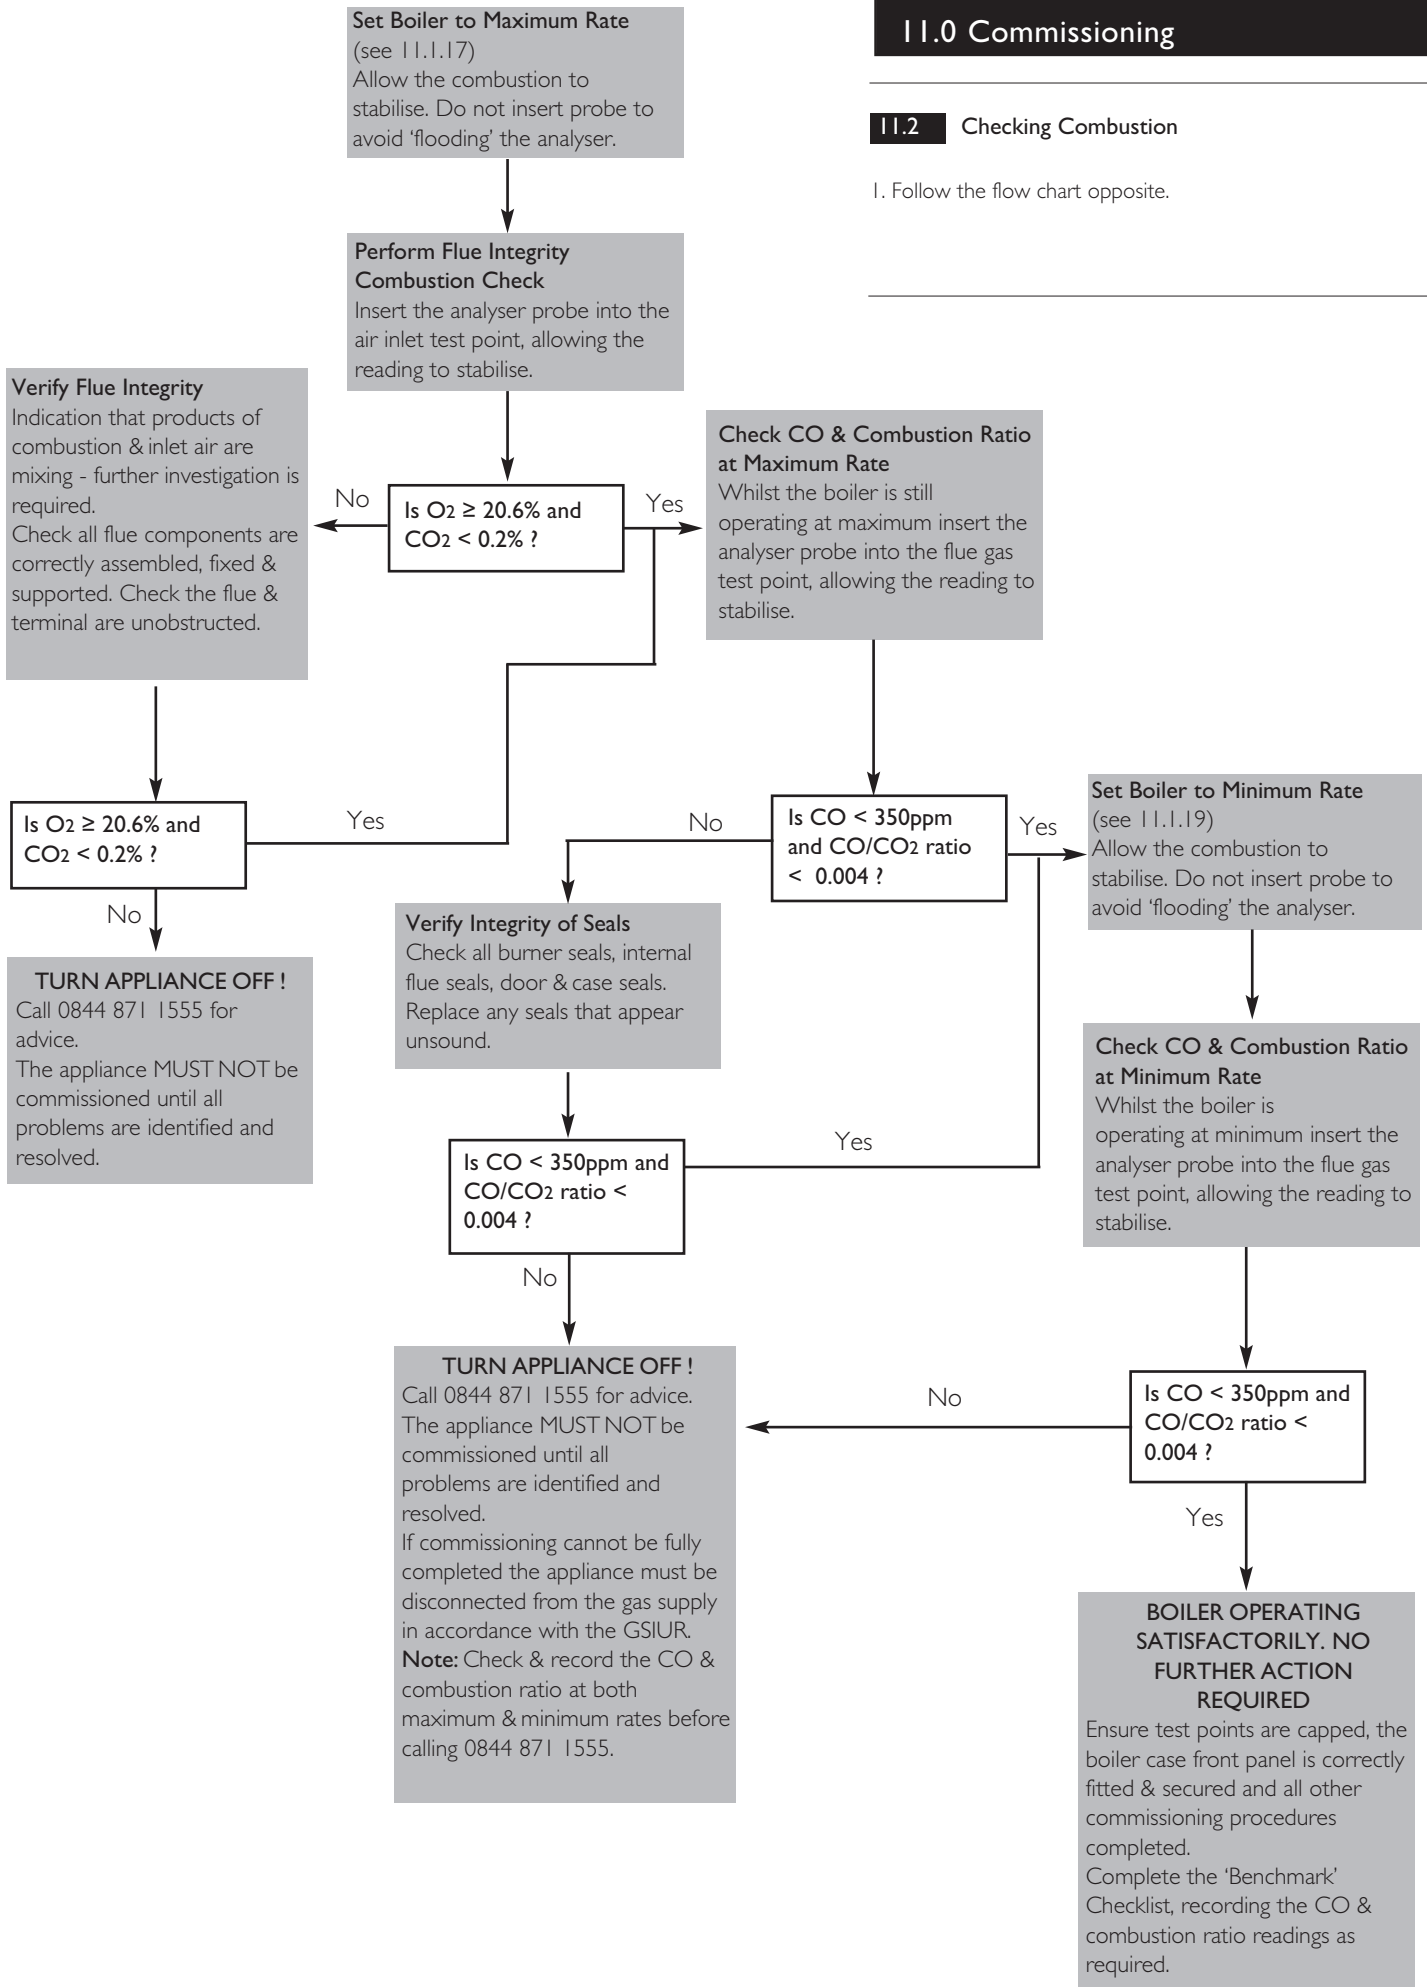 11.0 Commissioning
11.2 Checking Combustion
1. Follow the flow chart opposite.
Set Boiler to Maximum Rate
(see 11.1.17)
Allow the combustion to
stabilise. Do not insert probe to
avoid ‘flooding’ the analyser.
Perform Flue Integrity
Combustion Check
Insert the analyser probe into the
air inlet test point, allowing the
reading to stabilise.
Is O2 ≥ 20.6% and
CO2 < 0.2% ?
No
Yes
Verify Flue Integrity
Indication that products of
combustion & inlet air are
mixing - further investigation is
required.
Check all flue components are
correctly assembled, fixed &
supported. Check the flue &
terminal are unobstructed.
Is O2 ≥ 20.6% and
CO2 < 0.2% ?
Yes
No
TURN APPLIANCE OFF !
Call 0844 871 1555 for
advice.
The appliance MUST NOT be
commissioned until all
problems are identified and
resolved.
Check CO & Combustion Ratio
at Maximum Rate
Whilst the boiler is still
operating at maximum insert the
analyser probe into the flue gas
test point, allowing the reading to
stabilise.
Is CO < 350ppm
and CO/CO2 ratio
< 0.004 ?
No
Yes
Verify Integrity of Seals
Check all burner seals, internal
flue seals, door & case seals.
Replace any seals that appear
unsound.
Is CO < 350ppm and
CO/CO2 ratio <
0.004 ?
Yes
No
TURN APPLIANCE OFF !
Call 0844 871 1555 for advice.
The appliance MUST NOT be
commissioned until all
problems are identified and
resolved.
If commissioning cannot be fully
completed the appliance must be
disconnected from the gas supply
in accordance with the GSIUR.
Note: Check & record the CO &
combustion ratio at both
maximum & minimum rates before
calling 0844 871 1555.
Set Boiler to Minimum Rate
(see 11.1.19)
Allow the combustion to
stabilise. Do not insert probe to
avoid ‘flooding’ the analyser.
Check CO & Combustion Ratio
at Minimum Rate
Whilst the boiler is
operating at minimum insert the
analyser probe into the flue gas
test point, allowing the reading to
stabilise.
Is CO < 350ppm and
CO/CO2 ratio <
0.004 ?
No
Yes
BOILER OPERATING
SATISFACTORILY. NO
FURTHER ACTION
REQUIRED
Ensure test points are capped, the
boiler case front panel is correctly
fitted & secured and all other
commissioning procedures
completed.
Complete the ‘Benchmark’
Checklist, recording the CO &
combustion ratio readings as
required.